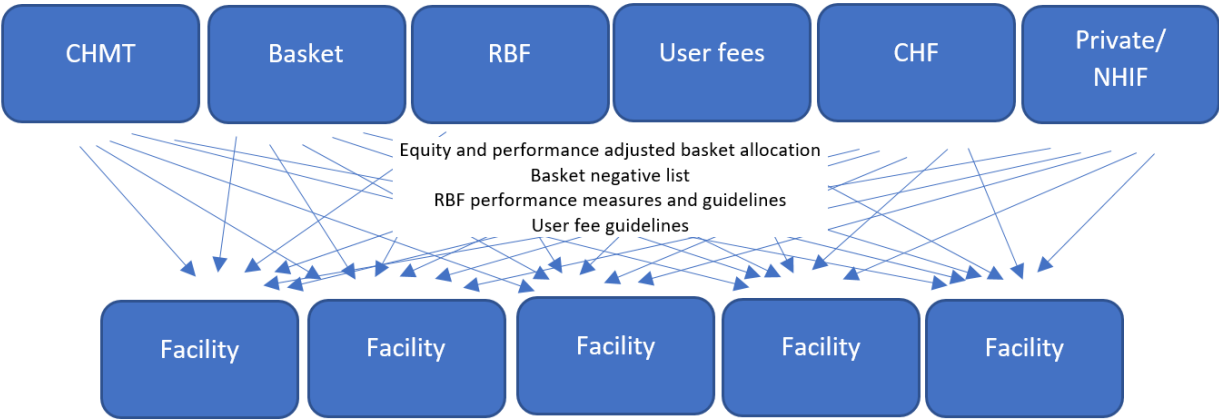 CHMT
Basket
RBF
User fees
CHF
Private/
NHIF
Equity and performance adjusted basket allocation
Basket negative list
RBF performance measures and guidelines
User fee guidelines
Facility
Facility
Facility
Facility
Facility